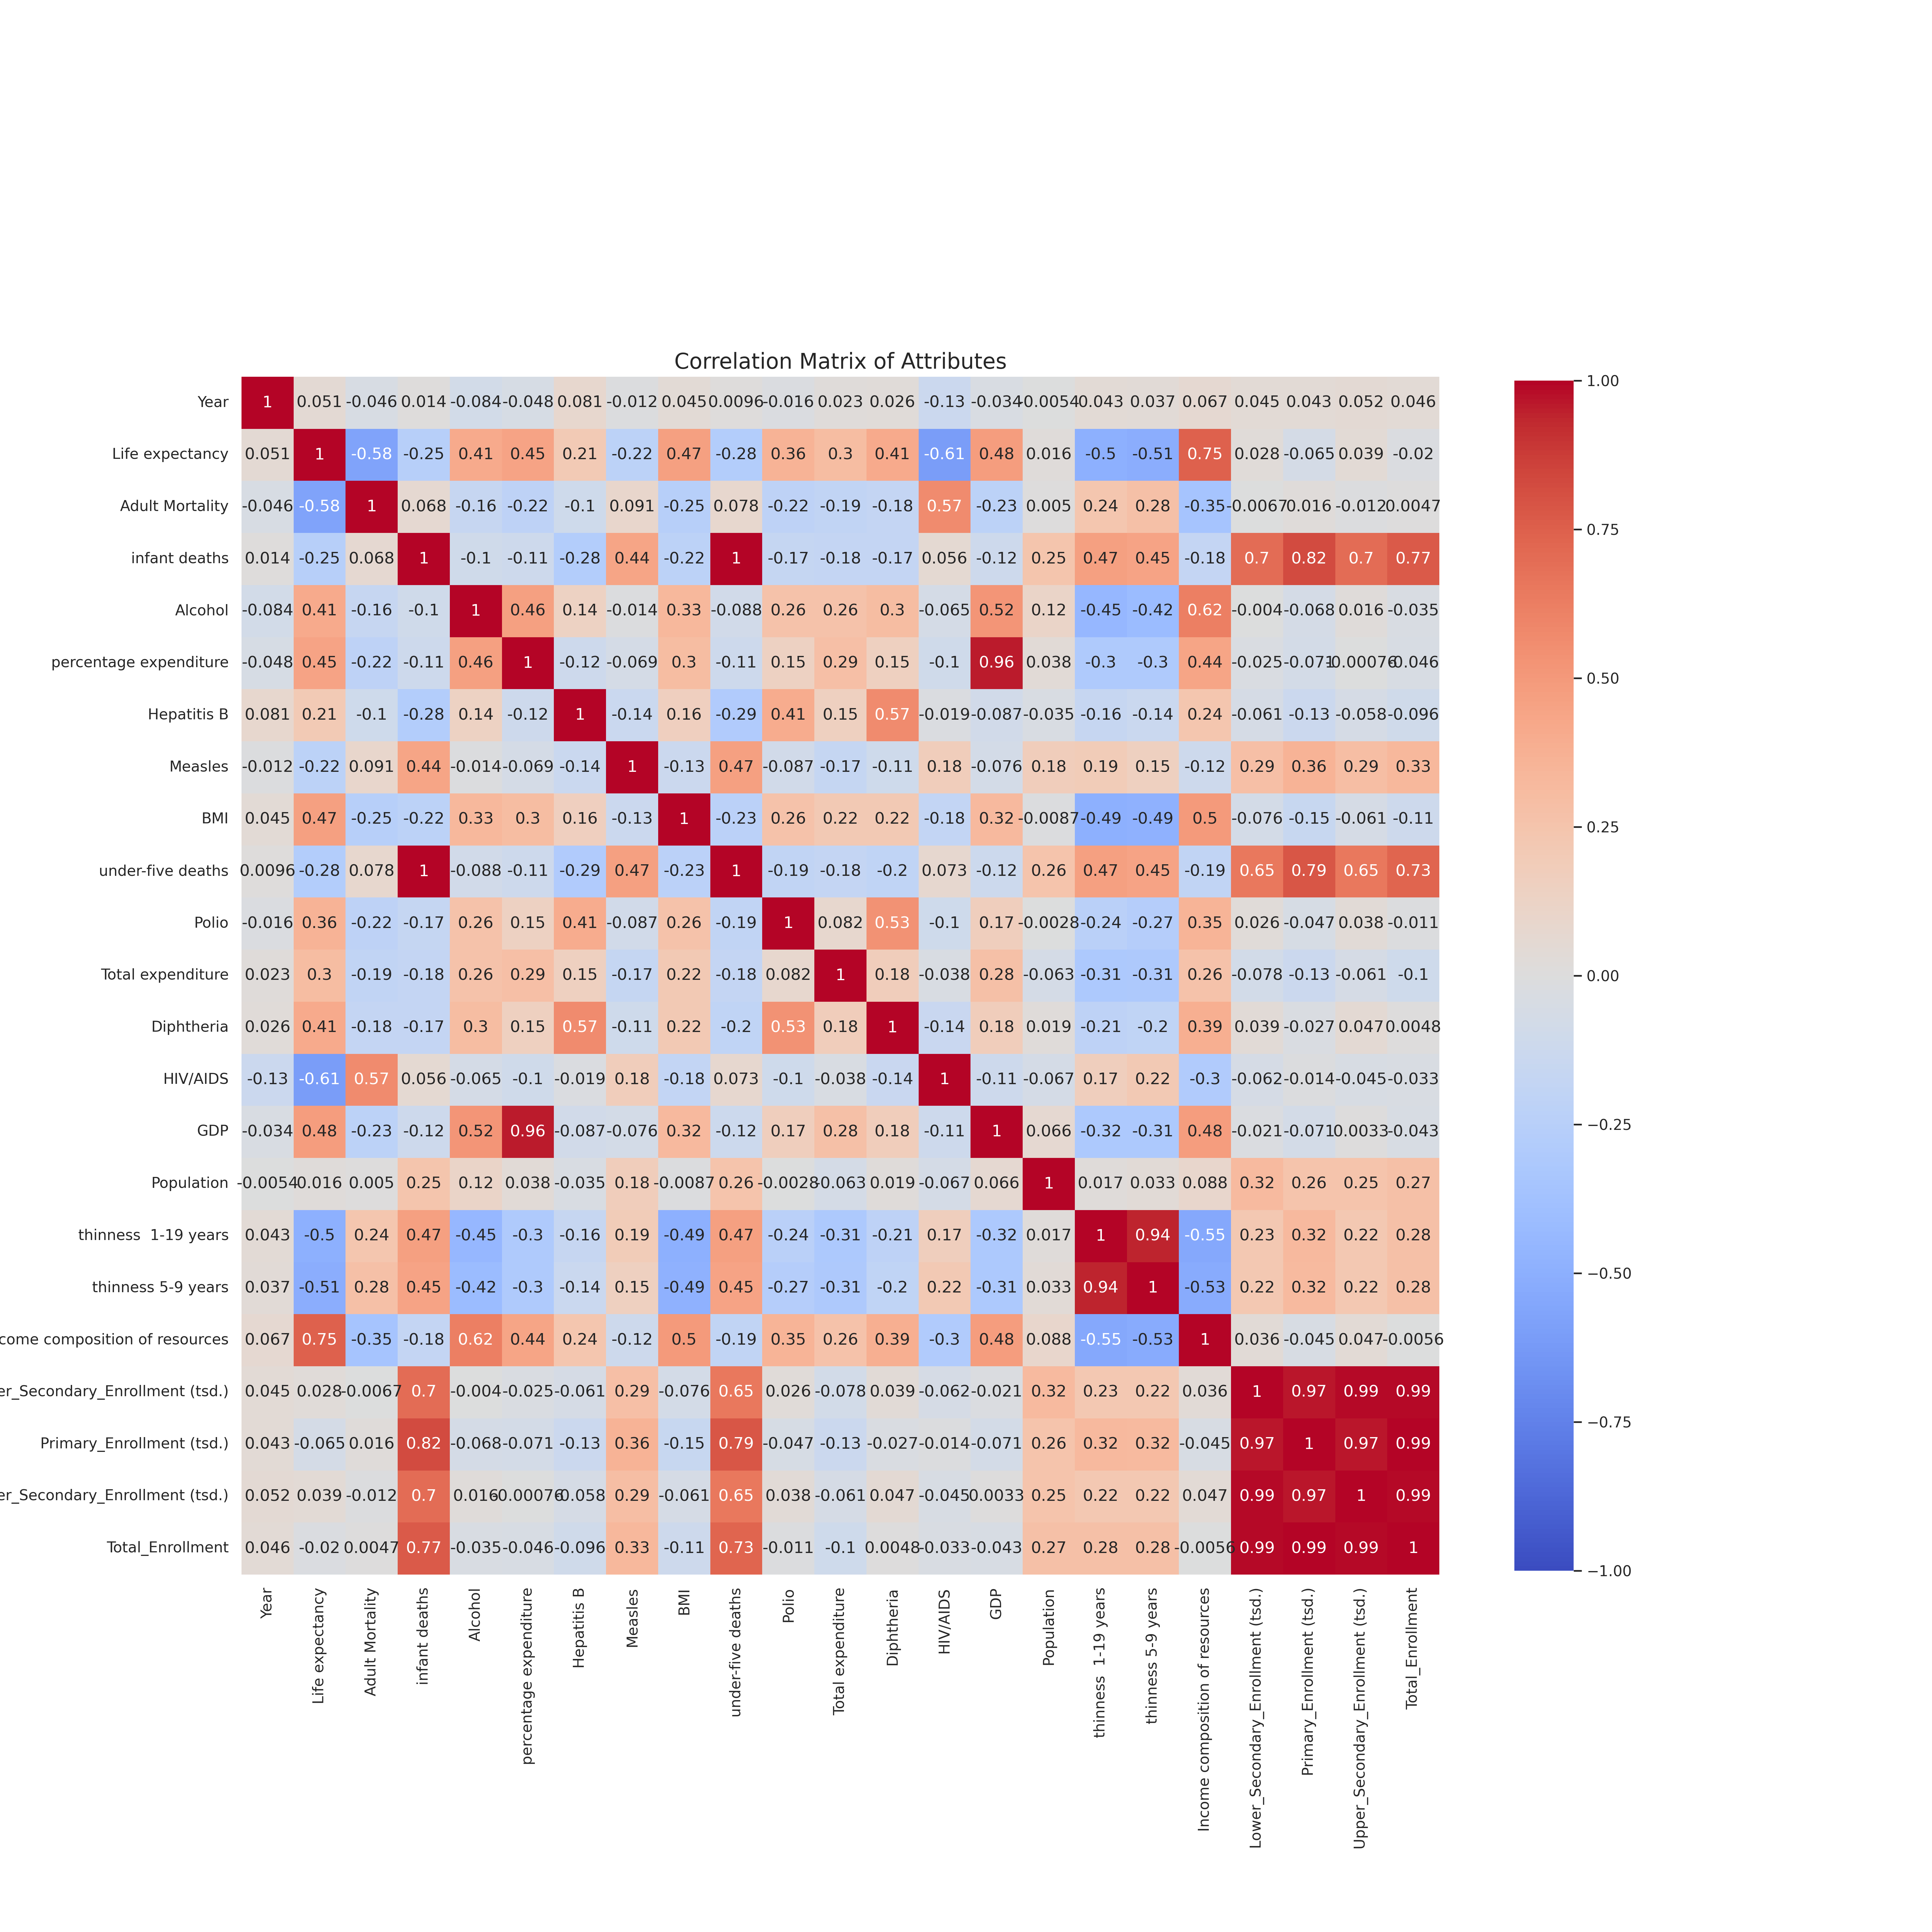 Correlation Matrix of Attributes
Year 1 0.051 -0.046 0.014 -0.084 -0.048 0.081 -0.012 0.045 0.0096 -0.016 0.023 0.026 -0.13 -0.034 -0.0054 0.043 0.037 0.067 0.045 0.043 0.052 0.046
Life expectancy 0.051 1 -0.58 -0.25 0.41 0.45 0.21 -0.22 0.47 -0.28 0.36 0.3 0.41 -0.61 0.48 0.016 -0.5 -0.51 0.75 0.028 -0.065 0.039 -0.02
Adult Mortality -0.046 -0.58 1 0.068 -0.16 -0.22 -0.1 0.091 -0.25 0.078 -0.22 -0.19 -0.18 0.57 -0.23 0.005 0.24 0.28 -0.35 -0.0067 0.016 -0.012 0.0047
infant deaths 0.014 -0.25 0.068 1 -0.1 -0.11 -0.28 0.44 -0.22 1 -0.17 -0.18 -0.17 0.056 -0.12 0.25 0.47 0.45 -0.18 0.7 0.82 0.7 0.77
Alcohol -0.084 0.41 -0.16 -0.1 1 0.46 0.14 -0.014 0.33 -0.088 0.26 0.26 0.3 -0.065 0.52 0.12 -0.45 -0.42 0.62 -0.004 -0.068 0.016 -0.035
percentage expenditure -0.048 0.45 -0.22 -0.11 0.46 1 -0.12 -0.069 0.3 -0.11 0.15 0.29 0.15 -0.1 0.96 0.038 -0.3 -0.3 0.44 -0.025 -0.071 -0.00076 -0.046
Hepatitis B 0.081 0.21 -0.1 -0.28 0.14 -0.12 1 -0.14 0.16 -0.29 0.41 0.15 0.57 -0.019 -0.087 -0.035 -0.16 -0.14 0.24 -0.061 -0.13 -0.058 -0.096
Measles -0.012 -0.22 0.091 0.44 -0.014 -0.069 -0.14 1 -0.13 0.47 -0.087 -0.17 -0.11 0.18 -0.076 0.18 0.19 0.15 -0.12 0.29 0.36 0.29 0.33
BMI 0.045 0.47 -0.25 -0.22 0.33 0.3 0.16 -0.13 1 -0.23 0.26 0.22 0.22 -0.18 0.32 -0.0087 -0.49 -0.49 0.5 -0.076 -0.15 -0.061 -0.11
under-five deaths 0.0096 -0.28 0.078 1 -0.088 -0.11 -0.29 0.47 -0.23 1 -0.19 -0.18 -0.2 0.073 -0.12 0.26 0.47 0.45 -0.19 0.65 0.79 0.65 0.73
Polio -0.016 0.36 -0.22 -0.17 0.26 0.15 0.41 -0.087 0.26 -0.19 1 0.082 0.53 -0.1 0.17 -0.0028 -0.24 -0.27 0.35 0.026 -0.047 0.038 -0.011
Total expenditure 0.023 0.3 -0.19 -0.18 0.26 0.29 0.15 -0.17 0.22 -0.18 0.082 1 0.18 -0.038 0.28 -0.063 -0.31 -0.31 0.26 -0.078 -0.13 -0.061 -0.1
Diphtheria 0.026 0.41 -0.18 -0.17 0.3 0.15 0.57 -0.11 0.22 -0.2 0.53 0.18 1 -0.14 0.18 0.019 -0.21 -0.2 0.39 0.039 -0.027 0.047 0.0048
HIV/AIDS -0.13 -0.61 0.57 0.056 -0.065 -0.1 -0.019 0.18 -0.18 0.073 -0.1 -0.038 -0.14 1 -0.11 -0.067 0.17 0.22 -0.3 -0.062 -0.014 -0.045 -0.033
GDP -0.034 0.48 -0.23 -0.12 0.52 0.96 -0.087 -0.076 0.32 -0.12 0.17 0.28 0.18 -0.11 1 0.066 -0.32 -0.31 0.48 -0.021 -0.071 0.0033 -0.043
Population -0.0054 0.016 0.005 0.25 0.12 0.038 -0.035 0.18 -0.0087 0.26 -0.0028 -0.063 0.019 -0.067 0.066 1 0.017 0.033 0.088 0.32 0.26 0.25 0.27
thinness  1-19 years 0.043 -0.5 0.24 0.47 -0.45 -0.3 -0.16 0.19 -0.49 0.47 -0.24 -0.31 -0.21 0.17 -0.32 0.017 1 0.94 -0.55 0.23 0.32 0.22 0.28
thinness 5-9 years 0.037 -0.51 0.28 0.45 -0.42 -0.3 -0.14 0.15 -0.49 0.45 -0.27 -0.31 -0.2 0.22 -0.31 0.033 0.94 1 -0.53 0.22 0.32 0.22 0.28
come composition of resources 0.067 0.75 -0.35 -0.18 0.62 0.44 0.24 -0.12 0.5 -0.19 0.35 0.26 0.39 -0.3 0.48 0.088 -0.55 -0.53 1 0.036 -0.045 0.047 -0.0056
er_Secondary_Enrollment (tsd.) 0.045 0.028 -0.0067 0.7 -0.004 -0.025 -0.061 0.29 -0.076 0.65 0.026 -0.078 0.039 -0.062 -0.021 0.32 0.23 0.22 0.036 1 0.97 0.99 0.99
Primary_Enrollment (tsd.) 0.043 -0.065 0.016 0.82 -0.068 -0.071 -0.13 0.36 -0.15 0.79 -0.047 -0.13 -0.027 -0.014 -0.071 0.26 0.32 0.32 -0.045 0.97 1 0.97 0.99
er_Secondary_Enrollment (tsd.) 0.052 0.039 -0.012 0.7 0.016 -0.00076 -0.058 0.29 -0.061 0.65 0.038 -0.061 0.047 -0.045 0.0033 0.25 0.22 0.22 0.047 0.99 0.97 1 0.99
Total_Enrollment 0.046 -0.02 0.0047 0.77 -0.035 -0.046 -0.096 0.33 -0.11 0.73 -0.011 -0.1 0.0048 -0.033 -0.043 0.27 0.28 0.28 -0.0056 0.99 0.99 0.99 1
Year
Life expectancy
Adult Mortality
infant deaths
Alcohol
percentage expenditure
Hepatitis B
Measles
BMI
under-five deaths
Polio
Total expenditure
Diphtheria
HIV/AIDS
GDP
Population
thinness  1-19 years
thinness 5-9 years
Income composition of resources
Lower_Secondary_Enrollment (tsd.)
Primary_Enrollment (tsd.)
Upper_Secondary_Enrollment (tsd.)
Total_Enrollment
1.00
0.75
0.50
0.25
0.00
−0.25
−0.50
−0.75
−1.00